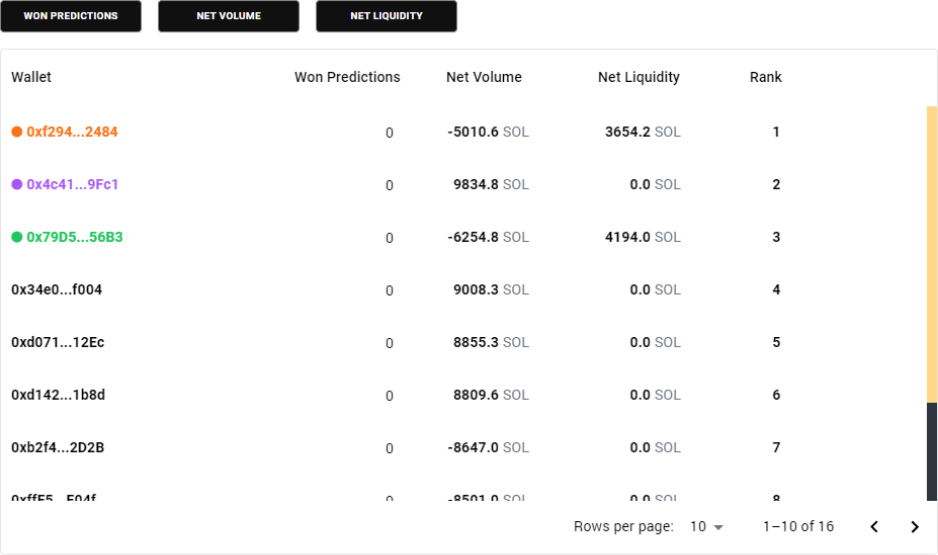 WON PREDICTIONS NET VOLUME NET LIQUIDITY
Wallet Won Predictions Net Volume Net Liquidity Rank
0xf294...2484 0 -5010.6 SOL 3654.2 SOL 1
0x4c41...9Fc1 0 9834.8 SOL 0.0 SOL 2
0x79D5...56B3 0 -6254.8 SOL 4194.0 SOL 3
0x34e0...f004 0 9008.3 SOL 0.0 SOL 4
0xd071...12Ec 0 8855.3 SOL 0.0 SOL 5
0xd142...1b8d 0 8809.6 SOL 0.0 SOL 6
0xb2f4...2D2B 0 -8647.0 SOL 0.0 SOL 7
0xffE5...E04f 0 -8501.0 SOL 0.0 SOL 8
Rows per page: 10 1–10 of 16